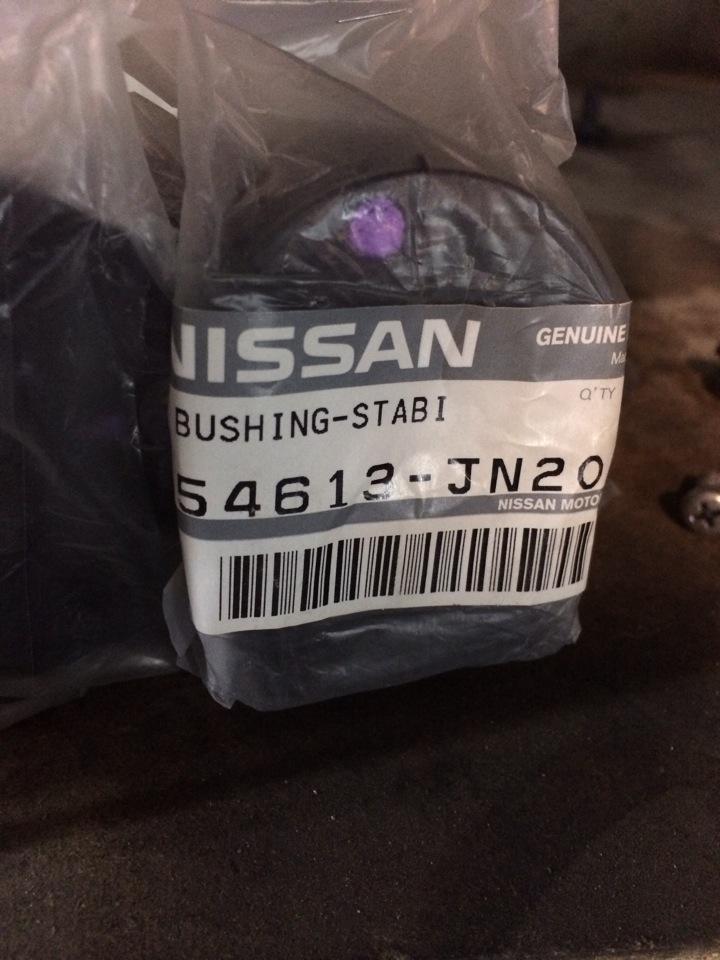 NISSAN
GENUINE
Q'TY
BUSHING-STABI
54613-JN20
NISSAN MOTO